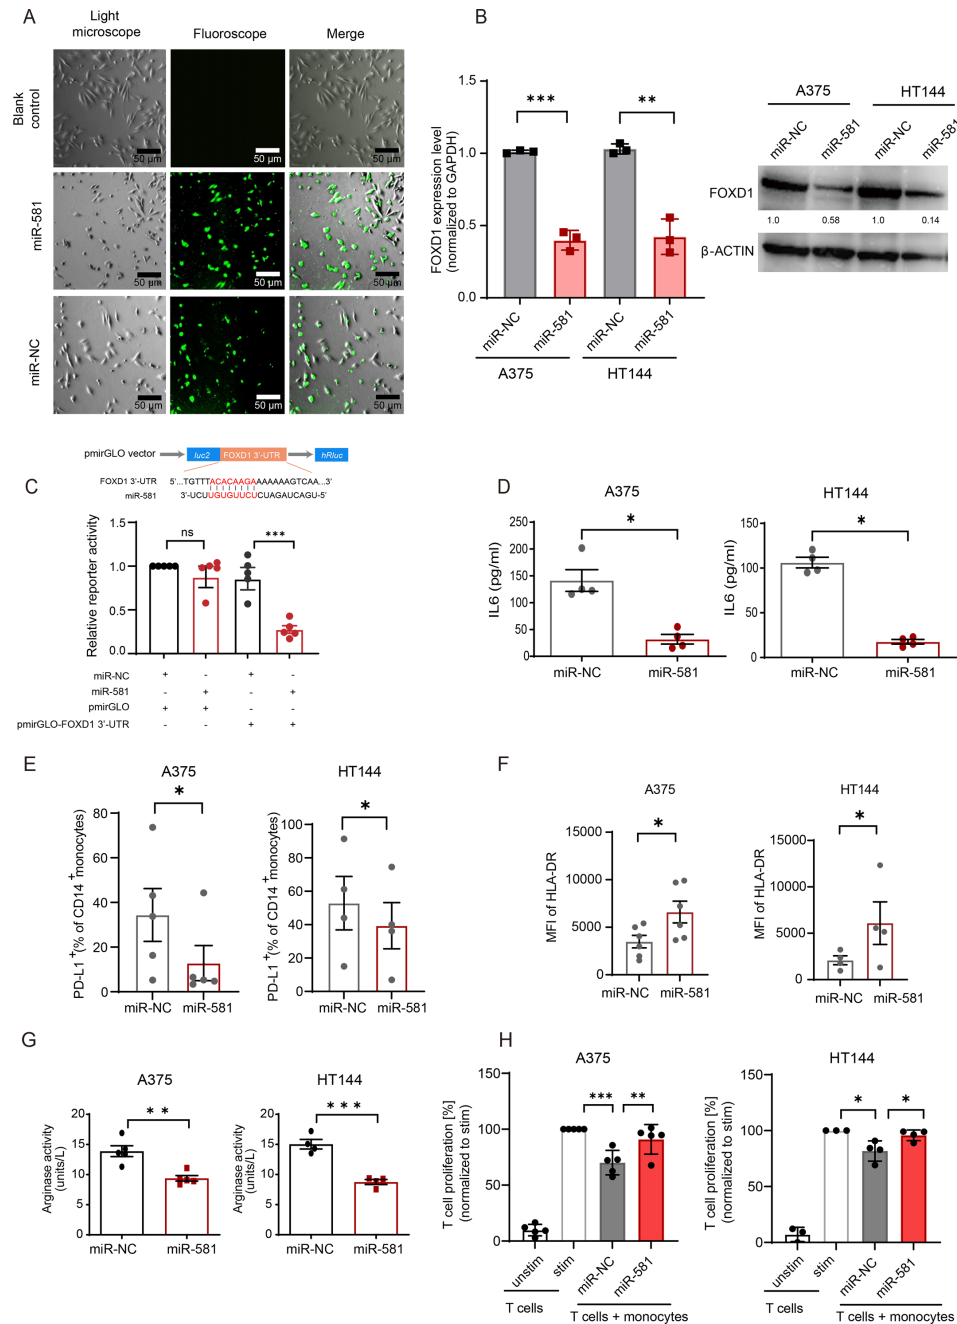 A
Light microscope
Fluoroscope
Merge
Blank control
50 µm
50 µm
50 µm
miR-581
50 µm
50 µm
50 µm
miR-NC
50 µm
50 µm
50 µm
B
FOXD1 expression level
(normalized to GAPDH)
1.5
1.0
0.5
0.0
***
**
miR-NC
miR-581
miR-NC
miR-581
A375
HT144
A375
HT144
miR-NC
miR-581
miR-NC
miR-581
FOXD1
1.0
0.58
1.0
0.14
β-ACTIN
C
pmirGLO vector
luc2
FOXD1 3'-UTR
hRluc
FOXD1 3'-UTR
5'...TGTTTACACAAGAAAAAAAGTCAA...3'
miR-581
3'-UCUUGUGUUCUCUAGAUCAGU-5'
Relative reporter activity
1.5
1.0
0.5
0.0
ns
***
miR-NC + - + -
miR-581 - + - +
pmirGLO + + - -
pmirGLO-FOXD1 3'-UTR - - + +
D
A375
IL6 (pg/ml)
250
200
150
100
50
0
*
miR-NC
miR-581
HT144
IL6 (pg/ml)
150
100
50
0
*
miR-NC
miR-581
E
A375
PD-L1 +(% of CD14 +monocytes)
80
60
40
20
0
*
miR-NC
miR-581
HT144
PD-L1 +(% of CD14 +monocytes)
100
80
60
40
20
0
*
miR-NC
miR-581
F
A375
MFI of HLA-DR
15000
10000
5000
0
*
miR-NC
miR-581
HT144
MFI of HLA-DR
15000
10000
5000
0
*
miR-NC
miR-581
G
A375
Arginase activity
(units/L)
20
15
10
5
0
**
miR-NC
miR-581
HT144
Arginase activity
(units/L)
20
15
10
5
0
***
miR-NC
miR-581
H
A375
T cell proliferation [%]
(normalized to stim)
150
100
50
0
***
**
unstim
stim
miR-NC
miR-581
T cells
T cells + monocytes
HT144
T cell proliferation [%]
(normalized to stim)
150
100
50
0
*
*
unstim
stim
miR-NC
miR-581
T cells
T cells + monocytes